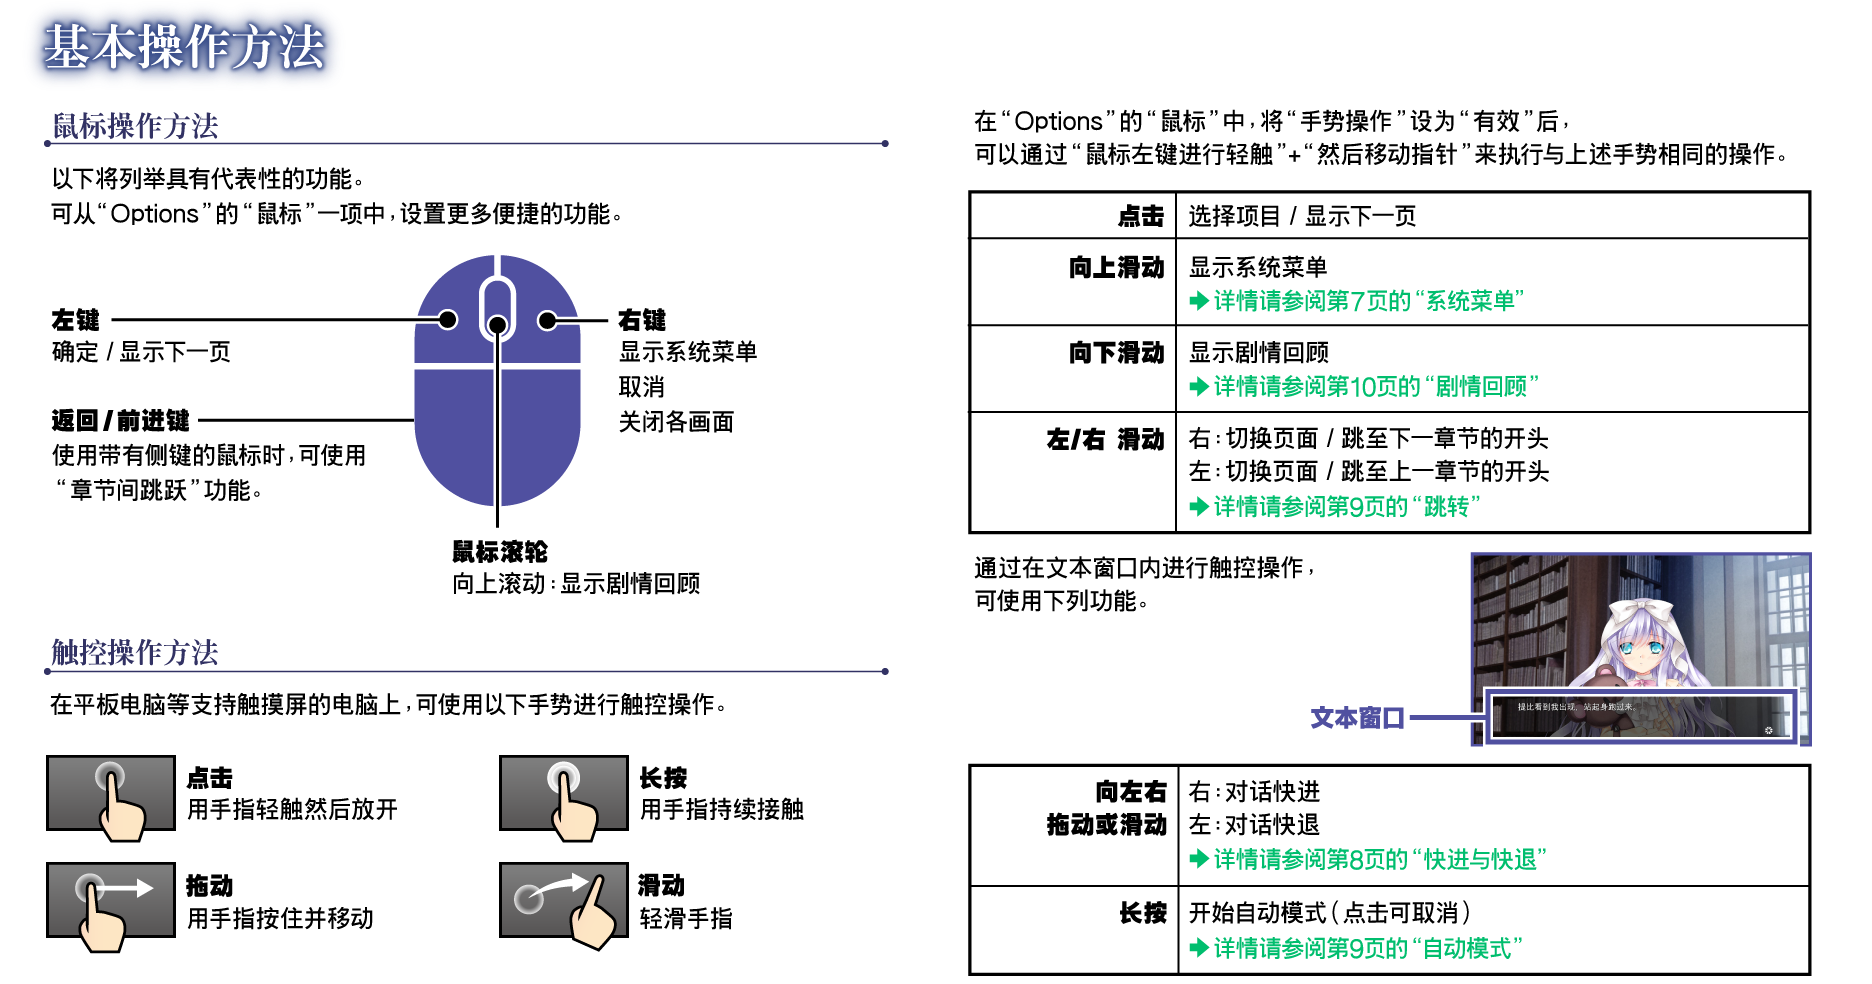 基本操作方法
鼠标操作方法
以下将列举具有代表性的功能。
可从“Options”的“鼠标”一项中，设置更多便捷的功能。
左键
确定 / 显示下一页
返回/前进键
使用带有侧键的鼠标时，可使用
“章节间跳跃”功能。
右键
显示系统菜单
取消
关闭各画面
鼠标滚轮
向上滚动：显示剧情回顾
触控操作方法
在平板电脑等支持触摸屏的电脑上，可使用以下手势进行触控操作。
点击
用手指轻触然后放开
长按
用手指持续接触
拖动
用手指按住并移动
滑动
轻滑手指
在“Options”的“鼠标”中，将“手势操作”设为“有效”后，
可以通过“鼠标左键进行轻触”+“然后移动指针”来执行与上述手势相同的操作。
点击
选择项目 / 显示下一页
向上滑动
显示系统菜单
详情请参阅第7页的“系统菜单”
向下滑动
显示剧情回顾
详情请参阅第10页的“剧情回顾”
左/右 滑动
右：切换页面 / 跳至下一章节的开头
左：切换页面 / 跳至上一章节的开头
详情请参阅第9页的“跳转”
通过在文本窗口内进行触控操作，
可使用下列功能。
提比看到我出现，站起身跑过来。
文本窗口
向左右
拖动或滑动
右：对话快进
左：对话快退
详情请参阅第8页的“快进与快退”
长按
开始自动模式（点击可取消）
详情请参阅第9页的“自动模式”